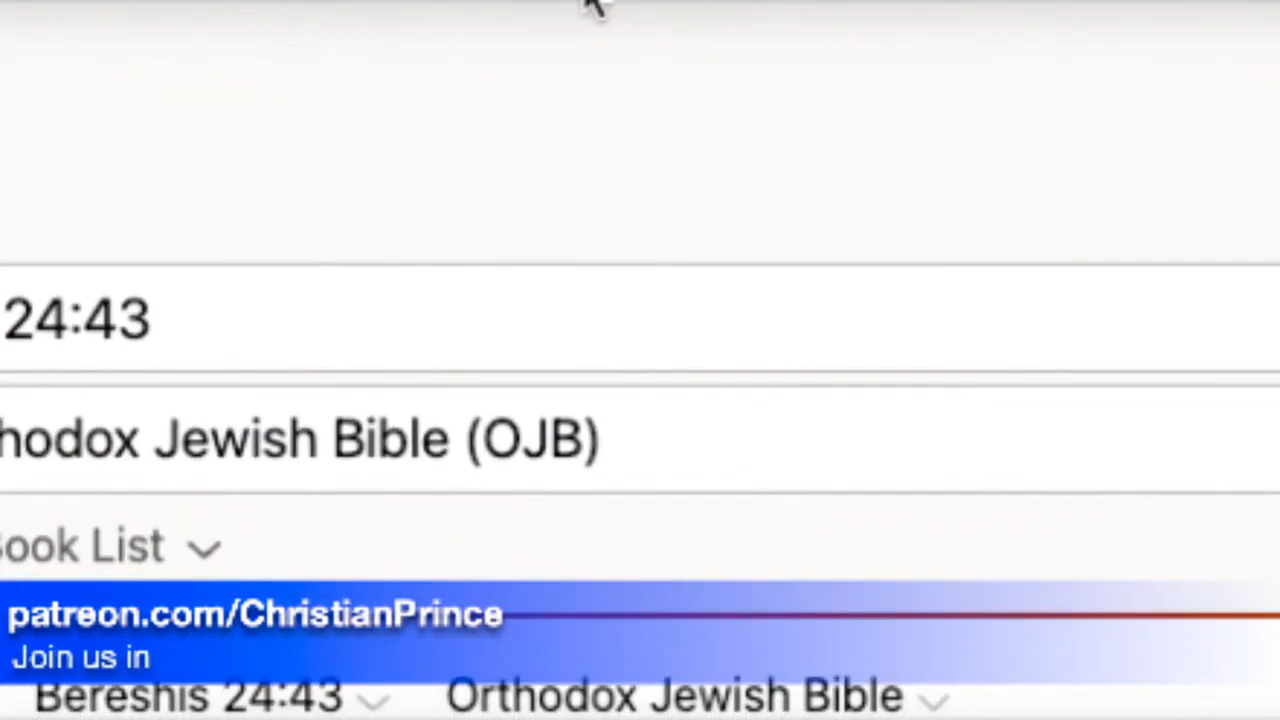 24:43
hodox Jewish Bible (OJB)
Book List
patreon.com/ChristianPrince
Join us in
Bereshis 24:43 Orthodox Jewish Bible